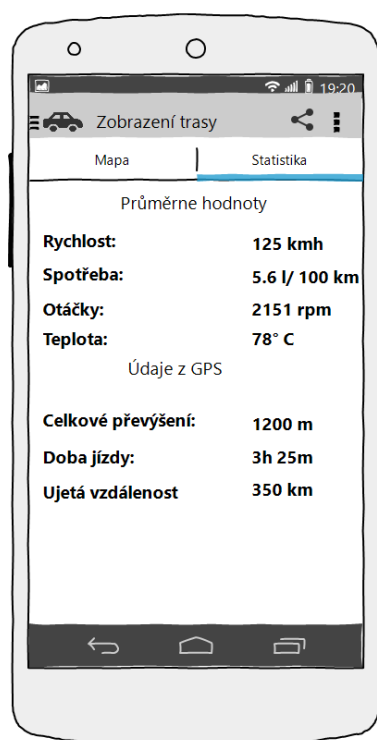 19:20
Zobrazení trasy
Mapa Statistika
Průměrne hodnoty
Rychlost: 125 kmh
Spotřeba: 5.6 l/ 100 km
Otáčky: 2151 rpm
Teplota: 78° C
Údaje z GPS
Celkové převýšení: 1200 m
Doba jízdy: 3h 25m
Ujetá vzdálenost 350 km